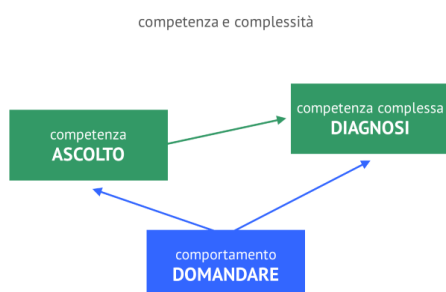 competenza e complessità
competenza complessa
DIAGNOSI
competenza
ASCOLTO
comportamento
DOMANDARE